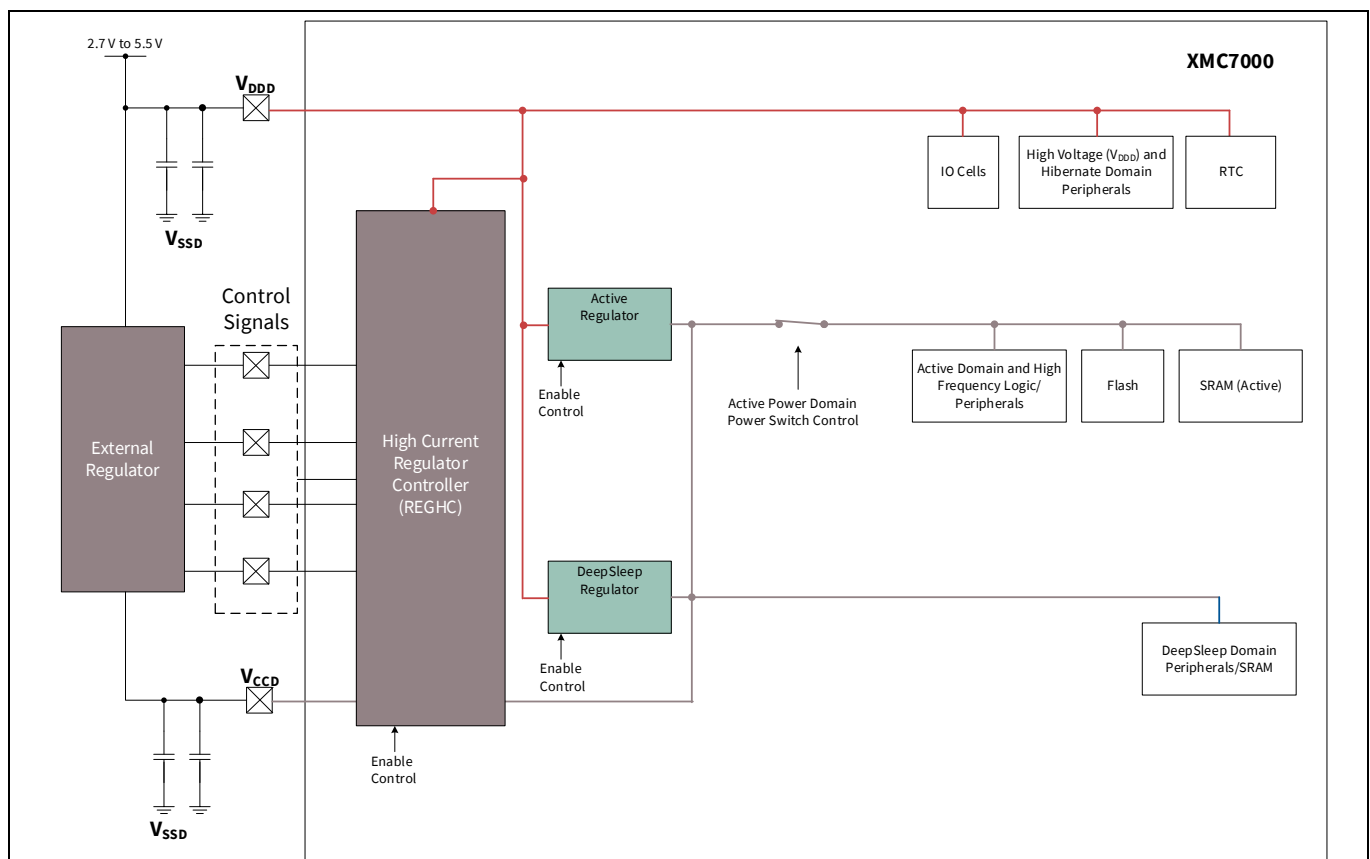 2.7 V to 5.5 V
XMC7000
VDDD
IO Cells
High Voltage (VDDD) and
Hibernate Domain
Peripherals
RTC
VSSD
Control
Signals
Active
Regulator
Enable
Control
Active Power Domain
Power Switch Control
Active Domain and High
Frequency Logic/
Peripherals
Flash
SRAM (Active)
External
Regulator
High Current
Regulator
Controller
(REGHC)
DeepSleep
Regulator
Enable
Control
DeepSleep Domain
Peripherals/SRAM
VCCD
Enable
Control
VSSD